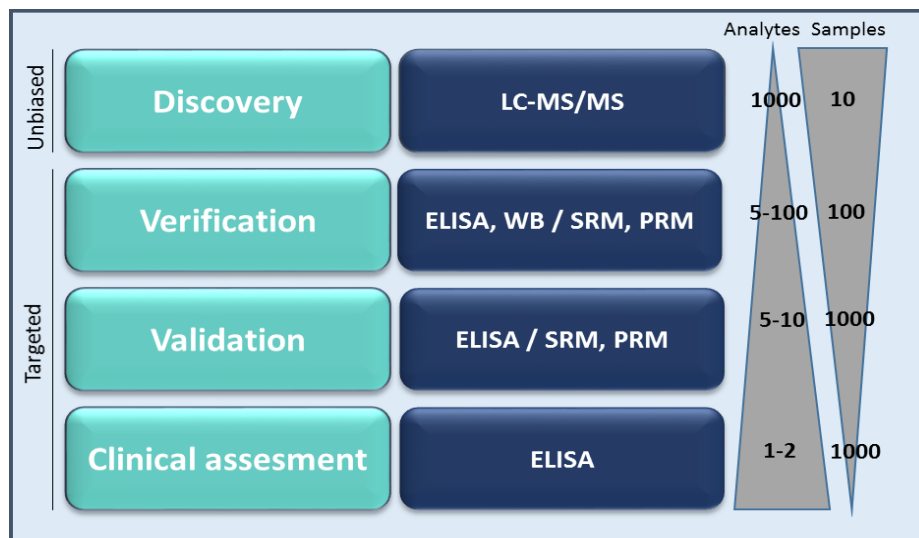 Analytes Samples
Unbiased
Discovery
LC-MS/MS
1000
10
Targeted
Verification
ELISA, WB / SRM, PRM
5-100
100
Validation
ELISA / SRM, PRM
5-10
1000
Clinical assesment
ELISA
1-2
1000